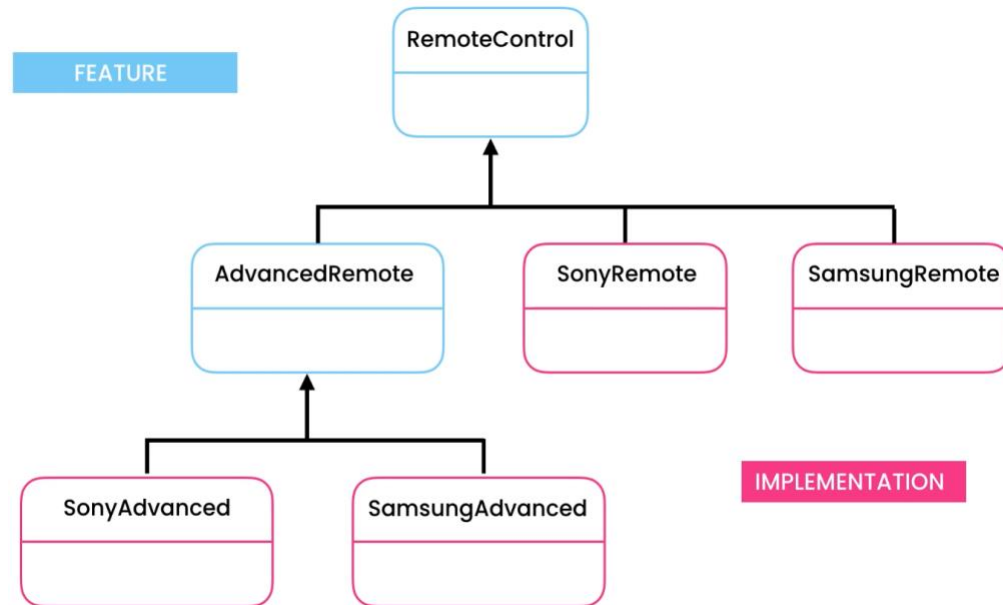 RemoteControl
FEATURE
AdvancedRemote
SonyRemote
SamsungRemote
SonyAdvanced
SamsungAdvanced
IMPLEMENTATION